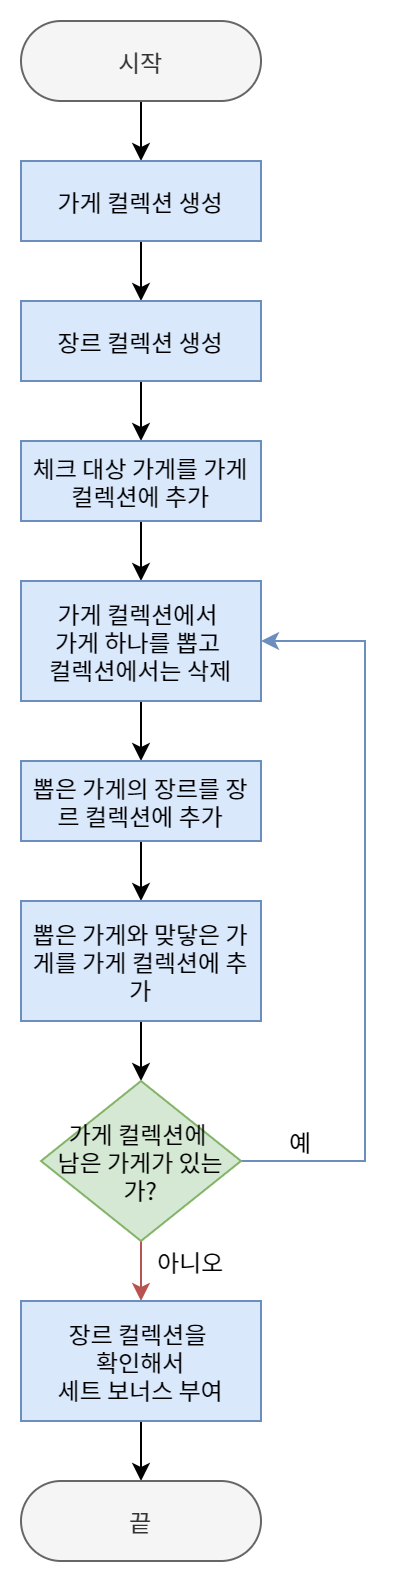 시작
가게 컬렉션 생성
장르 컬렉션 생성
체크 대상 가게를 가게
컬렉션에 추가
가게 컬렉션에서
가게 하나를 뽑고
컬렉션에서는 삭제
뽑은 가게의 장르를 장
르 컬렉션에 추가
뽑은 가게와 맞닿은 가
게를 가게 컬렉션에 추
가
가게 컬렉션에
남은 가게가 있는
가?
예
아니오
장르 컬렉션을
확인해서
세트 보너스 부여
끝